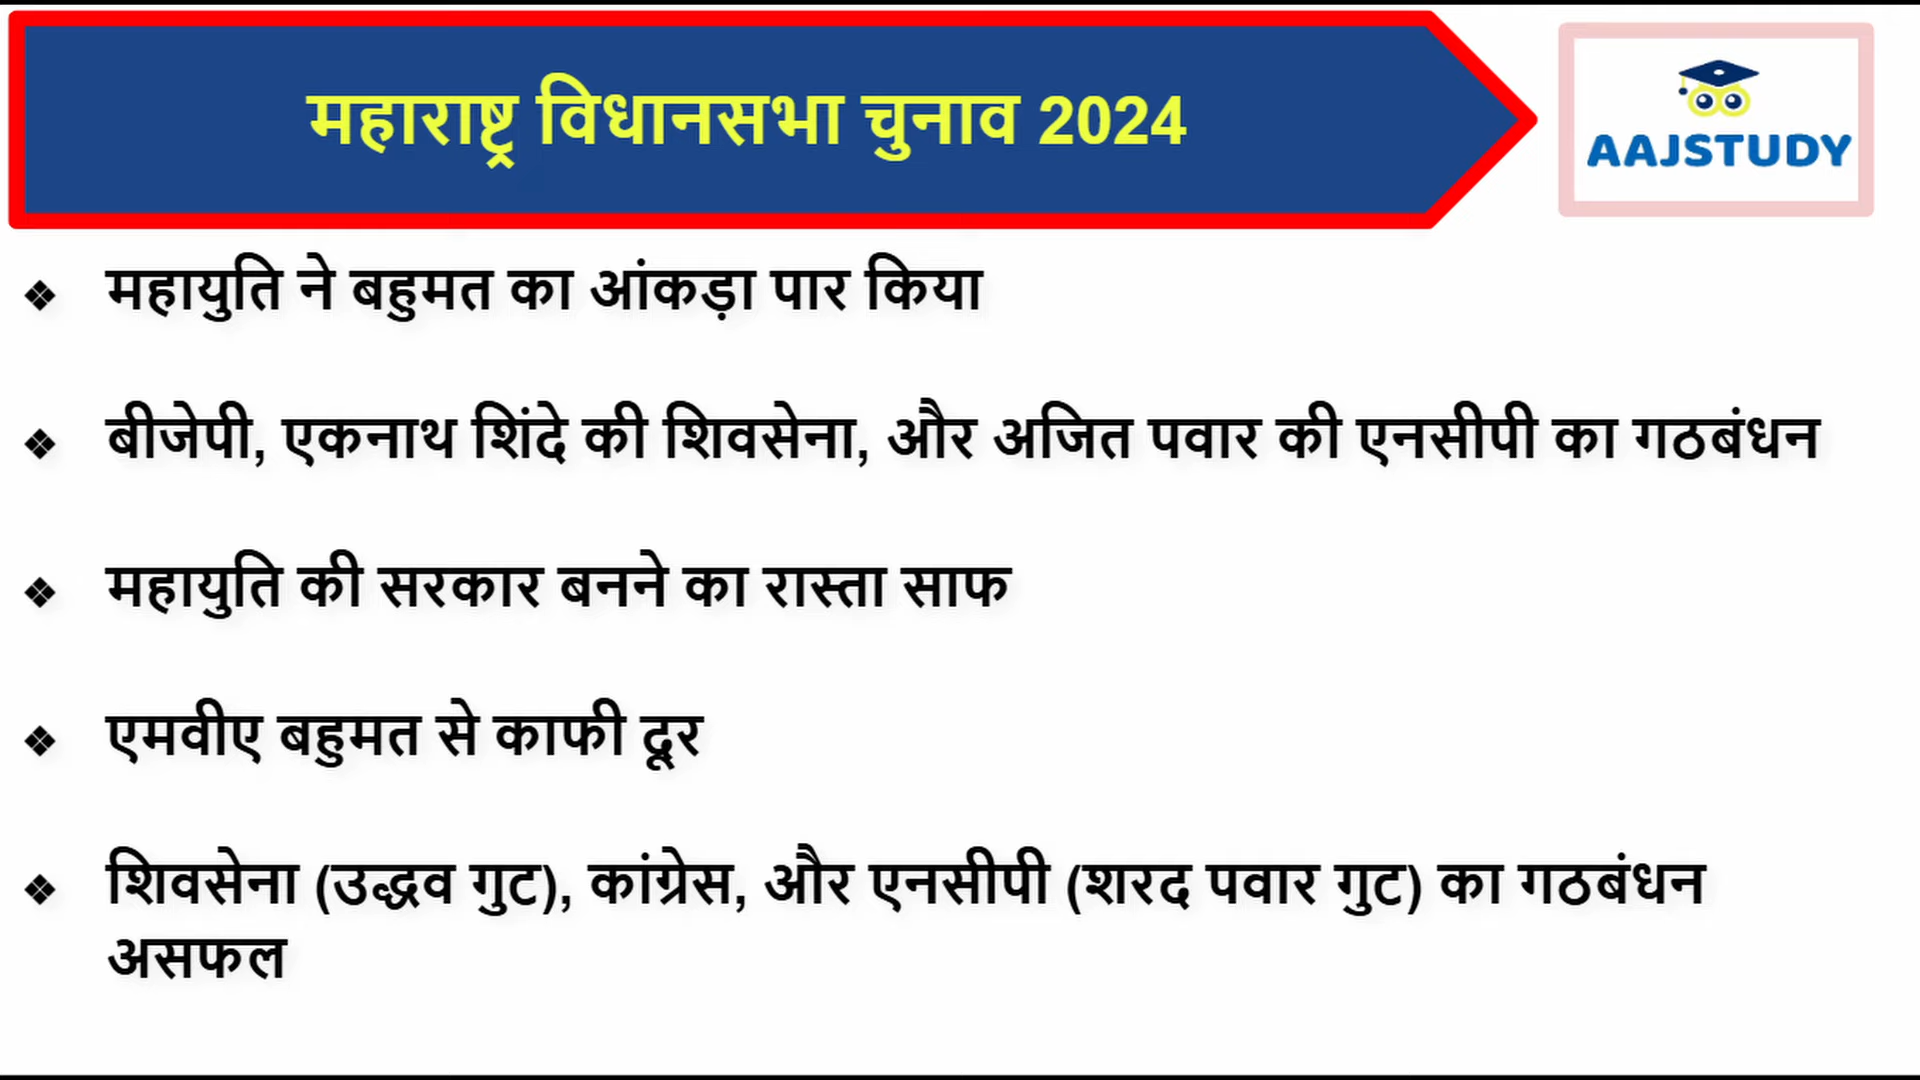 महाराष्ट्र विधानसभा चुनाव 2024
AAJSTUDY
❖ महायुति ने बहुमत का आंकड़ा पार किया
❖ बीजेपी, एकनाथ शिंदे की शिवसेना, और अजित पवार की एनसीपी का गठबंधन
❖ महायुति की सरकार बनने का रास्ता साफ
❖ एमवीए बहुमत से काफी दूर
❖ शिवसेना (उद्धव गुट), कांग्रेस, और एनसीपी (शरद पवार गुट) का गठबंधन
असफल